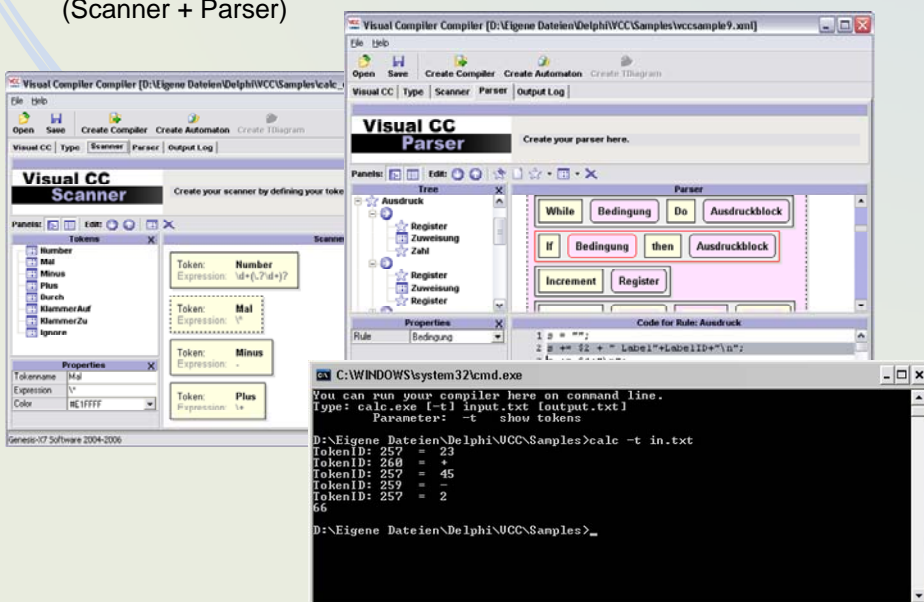 (Scanner + Parser)
Visual Compiler Compiler [D:\Eigene Dateien\Delphi\VCC\Samples\calc_
File Help
Open Save Create Compiler Create Automaton Create TDiagram
Visual CC Type Scanner Parser Output Log
Visual CC
Scanner
Create your scanner by defining your toke
Panels: Edit:
Tokens X
Scanne
Number
Mal
Minus
Plus
Durch
KlammerAuf
KlammerZu
Ignore
Token: Number
Expression: \d+(\.?\d+)?
Token: Mal
Expression: \*
Token: Minus
Expression: -
Token: Plus
Expression: \+
Properties X
Tokenname Mal
Expression \*
Color #E1FFFF
Genesis-X7 Software 2004-2006
Visual Compiler Compiler [D:\Eigene Dateien\Delphi\VCC\Samples\vccsample9.xml]
File Help
Open Save Create Compiler Create Automaton Create TDiagram
Visual CC Type Scanner Parser Output Log
Visual CC
Parser
Create your parser here.
Panels: Edit:
Tree X
Parser
Ausdruck
Register
Zuweisung
Zahl
Register
Zuweisung
Register
While Bedingung Do Ausdruckblock
If Bedingung then Ausdruckblock
Increment Register
Properties X
Code for Rule: Ausdruck
Rule Bedingung
1 s = "";
2 s += $2 + " Label"+LabelID+"\n";
C:\WINDOWS\system32\cmd.exe
You can run your compiler here on command line.
Type: calc.exe [-t] input.txt [output.txt]
Parameter: -t show tokens
D:\Eigene Dateien\Delphi\VCC\Samples>calc -t in.txt
TokenID: 257 = 23
TokenID: 260 = +
TokenID: 257 = 45
TokenID: 259 = -
TokenID: 257 = 2
66
D:\Eigene Dateien\Delphi\VCC\Samples>_